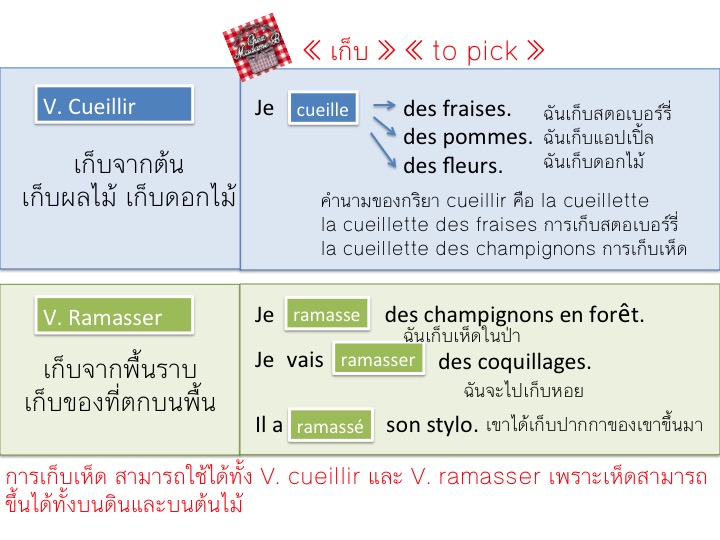 Chez
Madame B
« เก็บ » « to pick »
V. Cueillir
เก็บจากต้น
เก็บผลไม้ เก็บดอกไม้
Je cueille des fraises. ฉันเก็บสตอเบอร์รี่
des pommes. ฉันเก็บแอปเปิ้ล
des fleurs. ฉันเก็บดอกไม้
คำนามของกริยา cueillir คือ la cueillette
la cueillette des fraises การเก็บสตอเบอร์รี่
la cueillette des champignons การเก็บเห็ด
V. Ramasser
เก็บจากพื้นราบ
เก็บของที่ตกบนพื้น
Je ramasse des champignons en forêt.
ฉันเก็บเห็ดในป่า
Je vais ramasser des coquillages.
ฉันจะไปเก็บหอย
Il a ramassé son stylo. เขาได้เก็บปากกาของเขาขึ้นมา
การเก็บเห็ด สามารถใช้ได้ทั้ง V. cueillir และ V. ramasser เพราะเห็ดสามารถ
ขึ้นได้ทั้งบนดินและบนต้นไม้